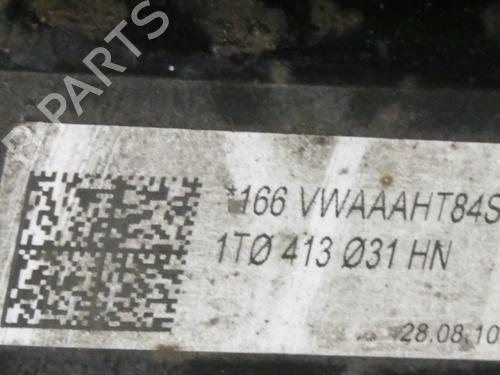 B PARTS
*166 VWAAAHT84S
1TØ 413 Ø31 HN
28.08.10